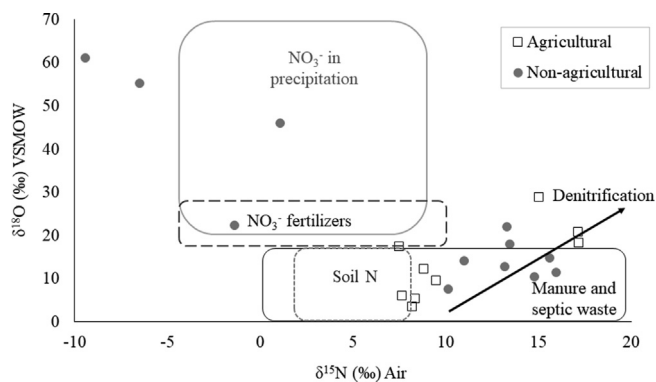 70
60
50
40
30
20
10
0
δ¹⁸O (‰) VSMOW
NO₃⁻ in
precipitation
Agricultural
Non-agricultural
NO₃⁻ fertilizers
Denitrification
Soil N
Manure and
septic waste
-10 -5 0 5 10 15 20
δ¹⁵N (‰) Air